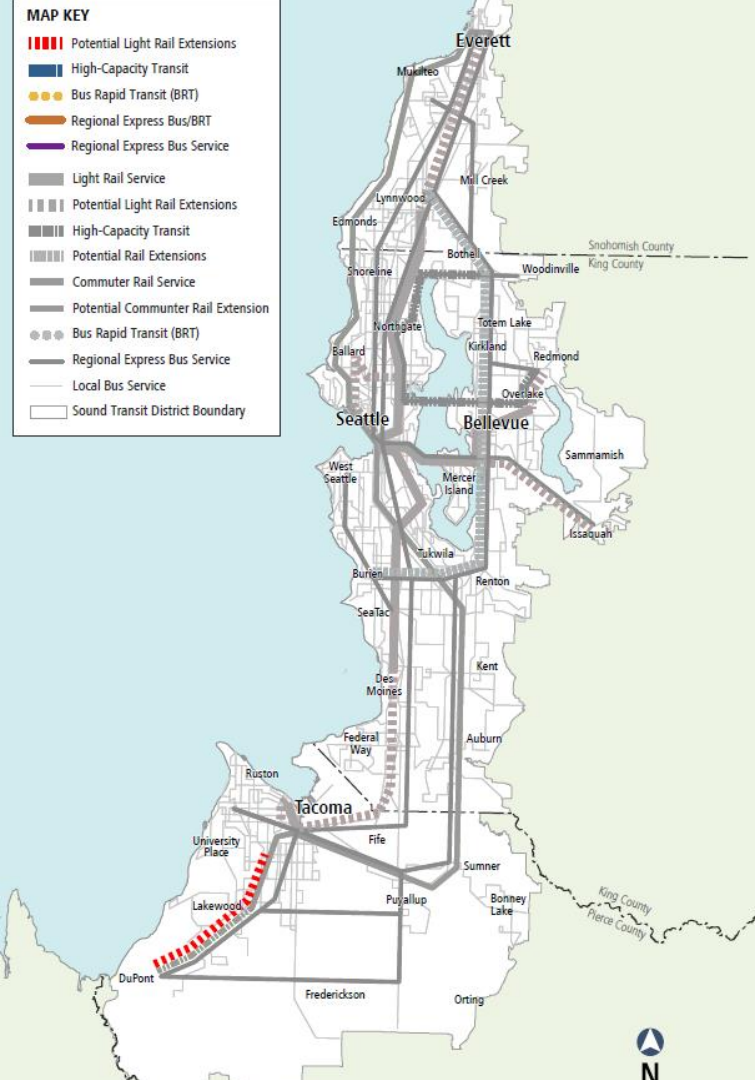 MAP KEY
Potential Light Rail Extensions
High-Capacity Transit
Bus Rapid Transit (BRT)
Regional Express Bus/BRT
Regional Express Bus Service
Light Rail Service
Potential Light Rail Extensions
High-Capacity Transit
Potential Rail Extensions
Commuter Rail Service
Potential Communter Rail Extension
Bus Rapid Transit (BRT)
Regional Express Bus Service
Local Bus Service
Sound Transit District Boundary
Everett
Mukilteo
Mill Creek
Lynnwood
Edmonds
Snohomish County
King County
Bothell
Woodinville
Shoreline
Northgate
Totem Lake
Kirkland
Ballard
Redmond
Overlake
Seattle
Bellevue
Sammamish
West
Seattle
Mercer
Island
Issaquah
Tukwila
Burien
Renton
SeaTac
Kent
Des
Moines
Federal
Way
Auburn
Ruston
Tacoma
University
Place
Fife
Sumner
Lakewood
Puyallup
Bonney
Lake
King County
Pierce County
DuPont
Frederickson
Orting
N